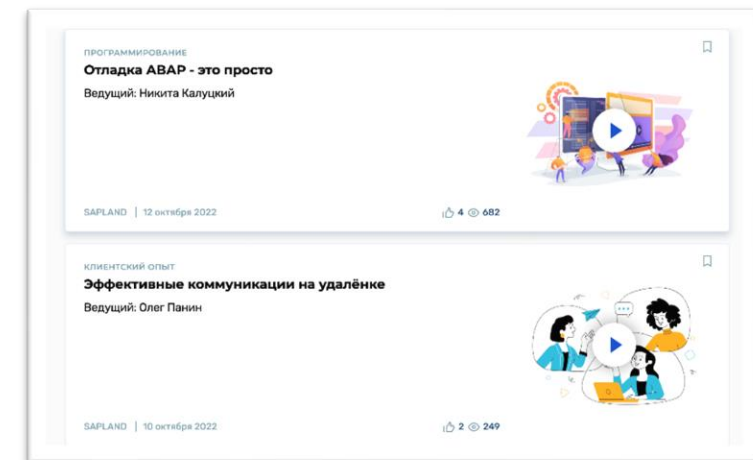 ПРОГРАММИРОВАНИЕ
Отладка ABAP - это просто
Ведущий: Никита Калуцкий
SAPLAND | 12 октября 2022
4 682
КЛИЕНТСКИЙ ОПЫТ
Эффективные коммуникации на удалёнке
Ведущий: Олег Панин
SAPLAND | 10 октября 2022
2 249